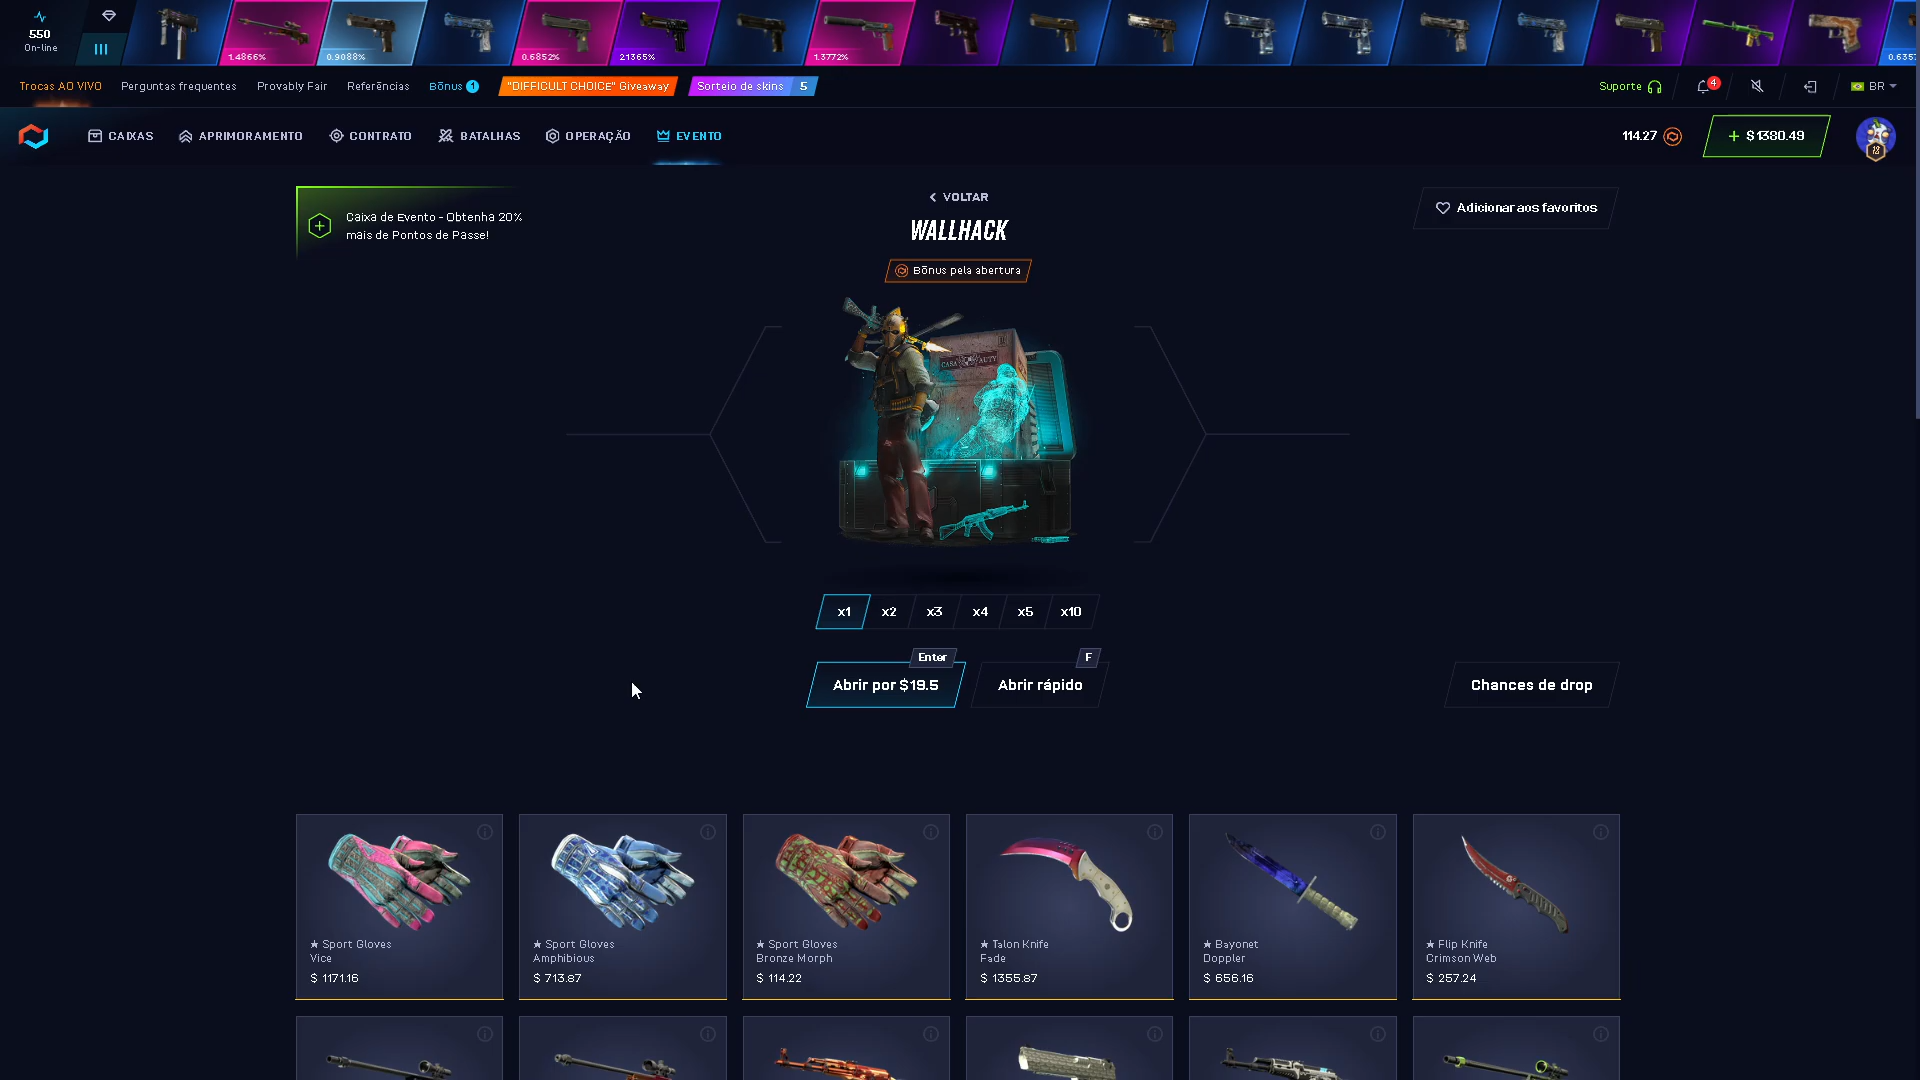 550
On-line
1.4866%
0.9088%
0.6852%
2.1365%
1.3772%
0.635
Trocas AO VIVO
Perguntas frequentes
Provably Fair
Referências
Bônus 1
"DIFFICULT CHOICE" Giveaway
Sorteio de skins 5
Suporte
4
BR
CAIXAS
APRIMORAMENTO
CONTRATO
BATALHAS
OPERAÇÃO
EVENTO
114.27
+ $ 1380.49
13
Caixa de Evento - Obtenha 20%
mais de Pontos de Passe!
VOLTAR
WALLHACK
Bônus pela abertura
Adicionar aos favoritos
x1
x2
x3
x4
x5
x10
Enter
Abrir por $19.5
F
Abrir rápido
Chances de drop
★ Sport Gloves
Vice
$ 1171.16
★ Sport Gloves
Amphibious
$ 713.87
★ Sport Gloves
Bronze Morph
$ 114.22
★ Talon Knife
Fade
$ 1355.87
★ Bayonet
Doppler
$ 656.16
★ Flip Knife
Crimson Web
$ 257.24